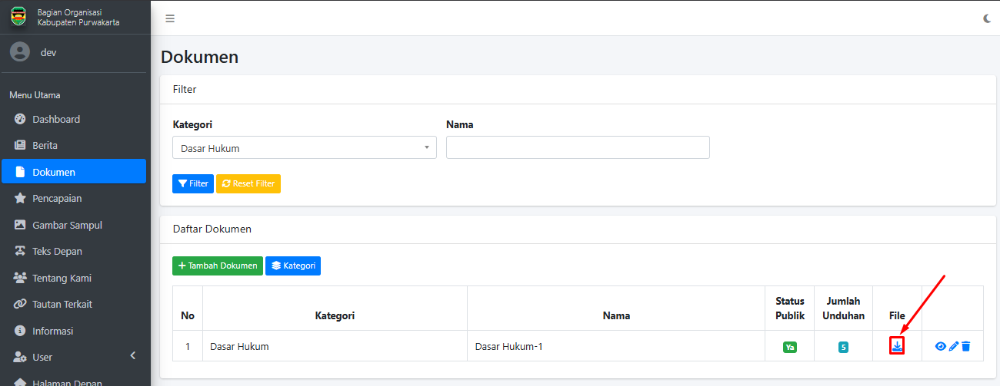 Bagian Organisasi
Kabupaten Purwakarta
dev
Menu Utama
Dashboard
Berita
Dokumen
Pencapaian
Gambar Sampul
Teks Depan
Tentang Kami
Tautan Terkait
Informasi
User
Halaman Depan
Dokumen
Filter
Kategori
Nama
Dasar Hukum
Filter
Reset Filter
Daftar Dokumen
Tambah Dokumen
Kategori
No
Kategori
Nama
Status
Publik
Jumlah
Unduhan
File
1
Dasar Hukum
Dasar Hukum-1
Ya
5